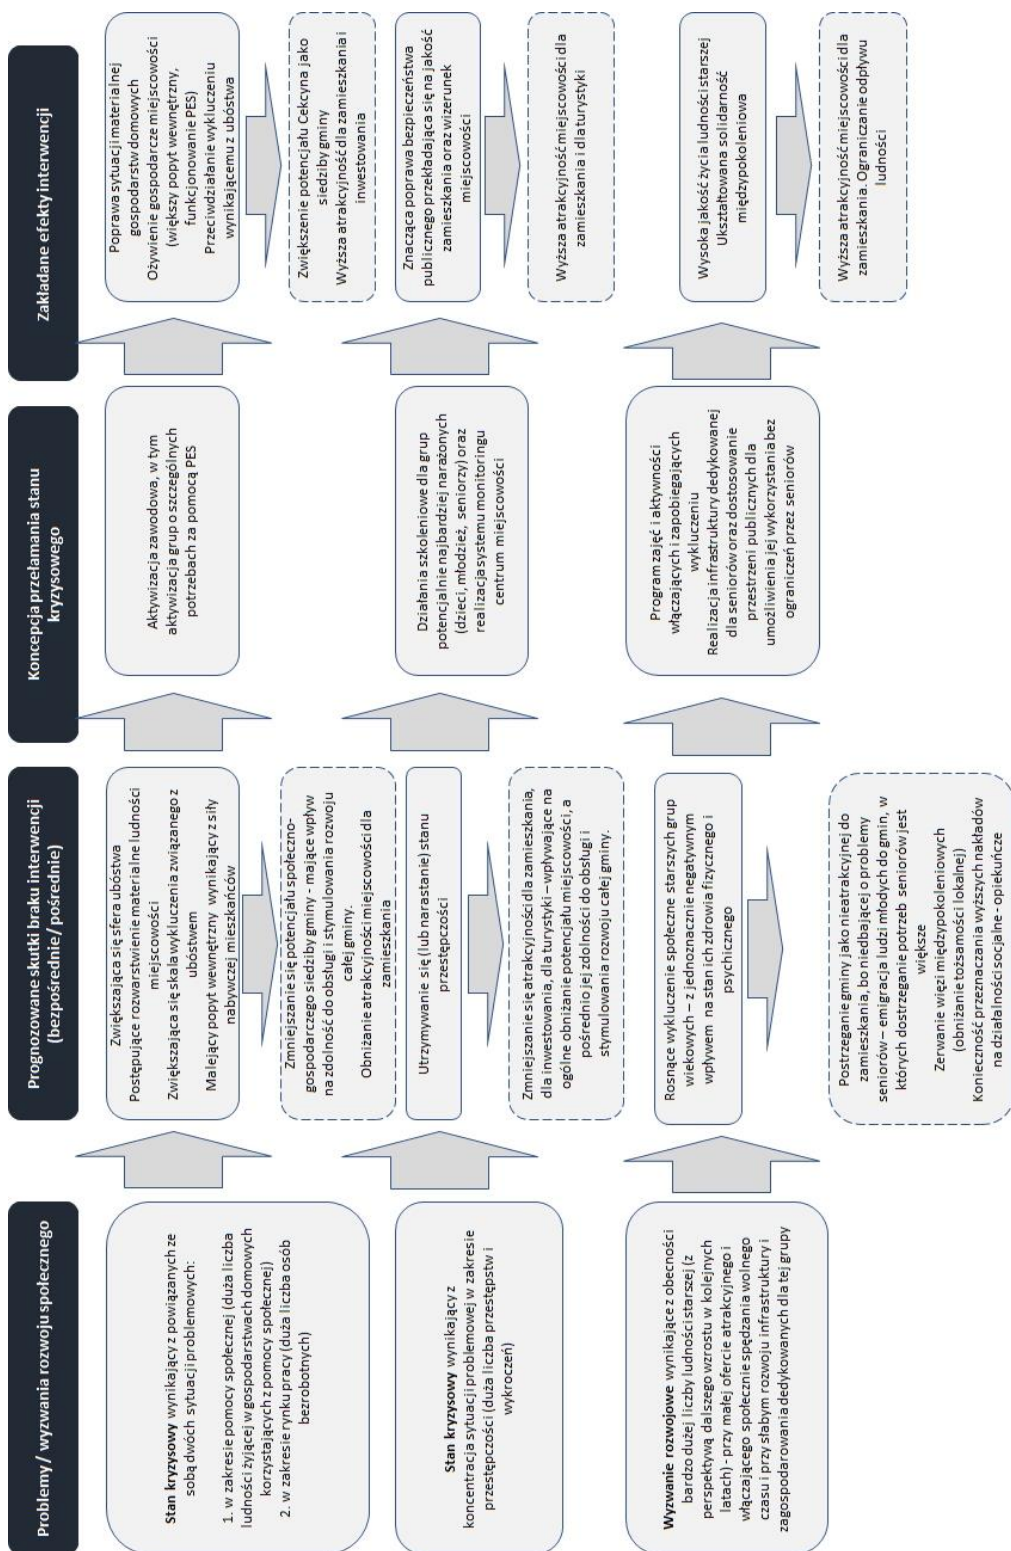 Problemy / wyzwania rozwoju społecznego
Prognozowane skutki braku interwencji
(bezpośrednie / pośrednie)
Koncepcja przełamania stanu
kryzysowego
Zakładane efekty interwencji
Stan kryzysowy wynikający z powiązanych ze
sobą dwóch sytuacji problemowych:
1. w zakresie pomocy społecznej (duża liczba
ludności żyjącej w gospodarstwach domowych
korzystających z pomocy społecznej)
2. w zakresie rynku pracy (duża liczba osób
bezrobotnych)
Zwiększająca się sfera ubóstwa
Postępujące rozwarstwienie materialne ludności
miejscowości
Zwiększająca się skala wykluczenia związanego z
ubóstwem
Malejący popyt wewnętrzny wynikający z siły
nabywczej mieszkańców
Zmniejszanie się potencjału społeczno-
gospodarczego siedziby gminy - mające wpływ
na zdolność do obsługi i stymulowania rozwoju
całej gminy.
Obniżanie atrakcyjności miejscowości dla
zamieszkania
Aktywizacja zawodowa, w tym
aktywizacja grup o szczególnych
potrzebach za pomocą PES
Poprawa sytuacji materialnej
gospodarstw domowych
Ożywienie gospodarcze miejscowości
(większy popyt wewnętrzny,
funkcjonowanie PES)
Przeciwdziałanie wykluczeniu
wynikającemu z ubóstwa
Zwiększenie potencjału Cekcyna jako
siedziby gminy
Wyższa atrakcyjność dla zamieszkania i
inwestowania
Stan kryzysowy wynikający z
koncentracja sytuacji problemowej w zakresie
przestępczości (duża liczba przestępstw i
wykroczeń)
Utrzymywanie się (lub narastanie) stanu
przestępczości
Zmniejszanie się atrakcyjności dla zamieszkania,
dla inwestowania, dla turystyki – wpływające na
ogólne obniżanie potencjału miejscowości, a
pośrednio jej zdolności do obsługi i
stymulowania rozwoju całej gminy.
Działania szkoleniowe dla grup
potencjalnie najbardziej narażonych
(dzieci, młodzież, seniorzy) oraz
realizacja systemu monitoringu
centrum miejscowości
Znacząca poprawa bezpieczeństwa
publicznego przekładająca się na jakość
zamieszkania oraz wizerunek
miejscowości
Wyższa atrakcyjność miejscowości dla
zamieszkania i dla turystyki
Wyzwanie rozwojowe wynikające z obecności
bardzo dużej liczby ludności starszej (z
perspektywą dalszego wzrostu w kolejnych
latach) - przy małej ofercie atrakcyjnego i
włączającego społecznie spędzania wolnego
czasu i przy słabym rozwoju infrastruktury i
zagospodarowania dedykowanych dla tej grupy
Rosnące wykluczenie społeczne starszych grup
wiekowych – z jednoznacznie negatywnym
wpływem na stan ich zdrowia fizycznego i
psychicznego
Postrzeganie gminy jako nieatrakcyjnej do
zamieszkania, bo niedbającej o problemy
seniorów – emigracja ludzi młodych do gmin, w
których dostrzeganie potrzeb seniorów jest
większe
Zerwanie więzi międzypokoleniowych
(obniżanie tożsamości lokalnej)
Konieczność przeznaczania wyższych nakładów
na działalności socjalne - opiekuńcze
Program zajęć i aktywności
włączających i zapobiegających
wykluczeniu
Realizacja infrastruktury dedykowanej
dla seniorów oraz dostosowanie
przestrzeni publicznych dla
umożliwienia jej wykorzystania bez
ograniczeń przez seniorów
Wysoka jakość życia ludności starszej
Ukształtowana solidarność
międzypokoleniowa
Wyższa atrakcyjność miejscowości dla
zamieszkania. Ograniczanie odpływu
ludności